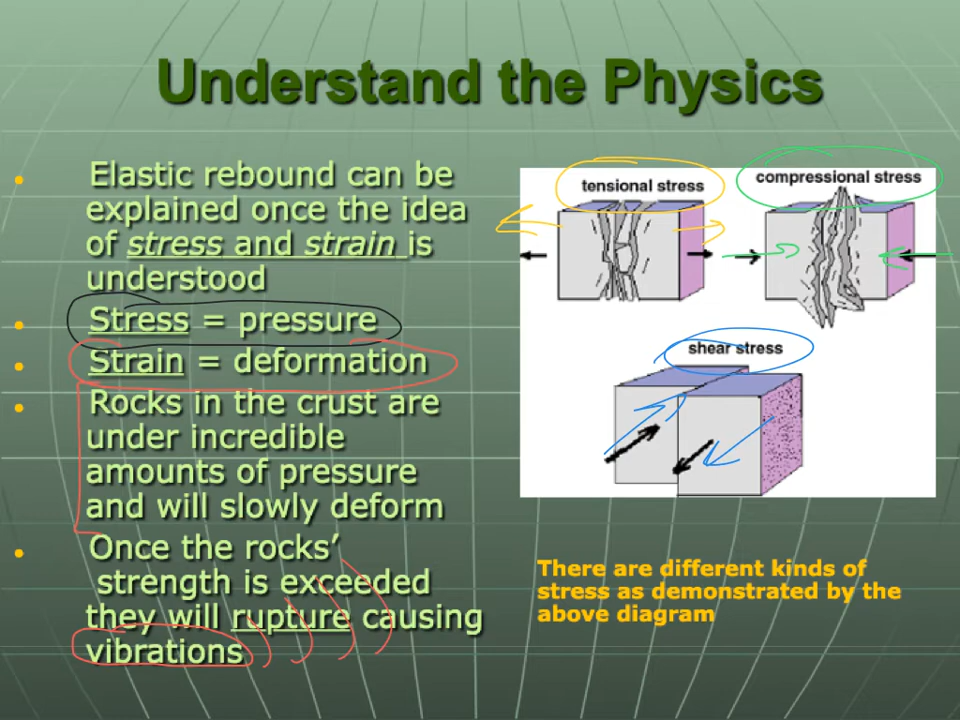 Understand the Physics
• Elastic rebound can be
explained once the idea
of stress and strain is
understood
• Stress = pressure
• Strain = deformation
• Rocks in the crust are
under incredible
amounts of pressure
and will slowly deform
• Once the rocks’
strength is exceeded
they will rupture causing
vibrations
tensional stress
compressional stress
shear stress
There are different kinds of
stress as demonstrated by the
above diagram